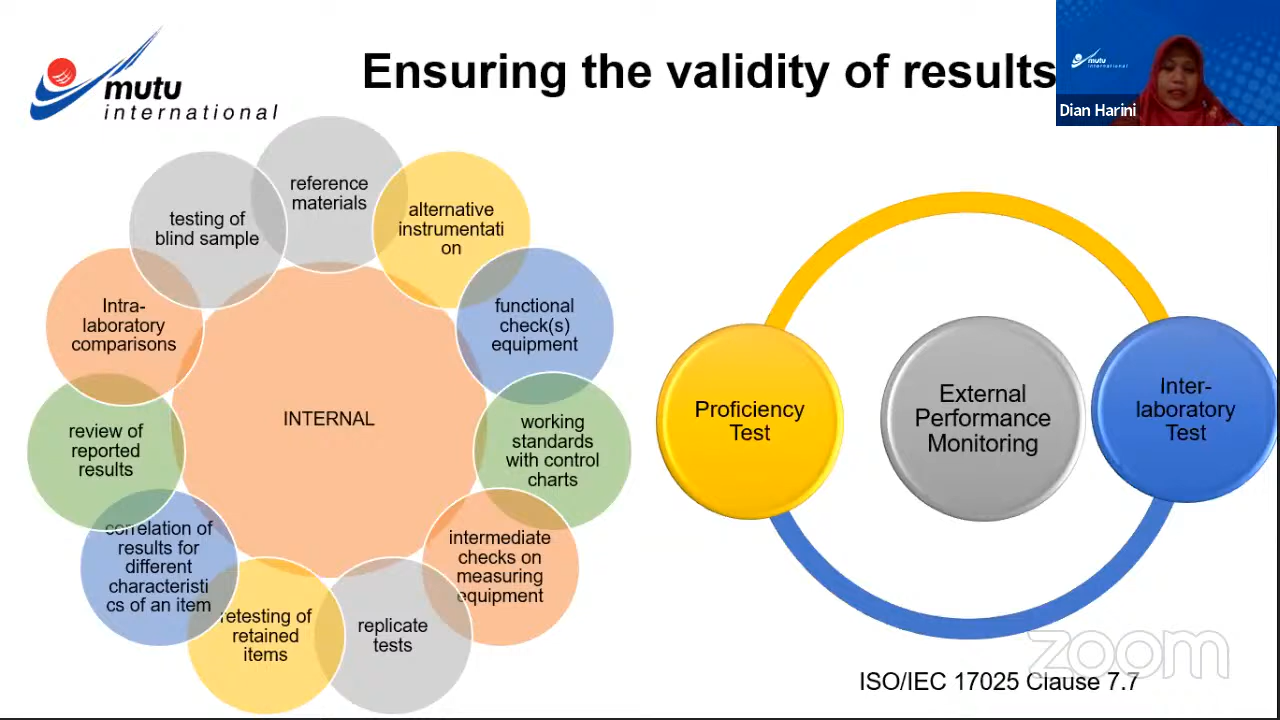 mutu
international
Ensuring the validity of results
mutu
international
Dian Harini
reference
materials
alternative
instrumentati
on
functional
check(s)
equipment
working
standards
with control
charts
intermediate
checks on
measuring
equipment
replicate
tests
retesting of
retained
items
correlation of
results for
different
characteristi
cs of an item
review of
reported
results
Intra-
laboratory
comparisons
testing of
blind sample
INTERNAL
Proficiency
Test
External
Performance
Monitoring
Inter-
laboratory
Test
zoom
ISO/IEC 17025 Clause 7.7